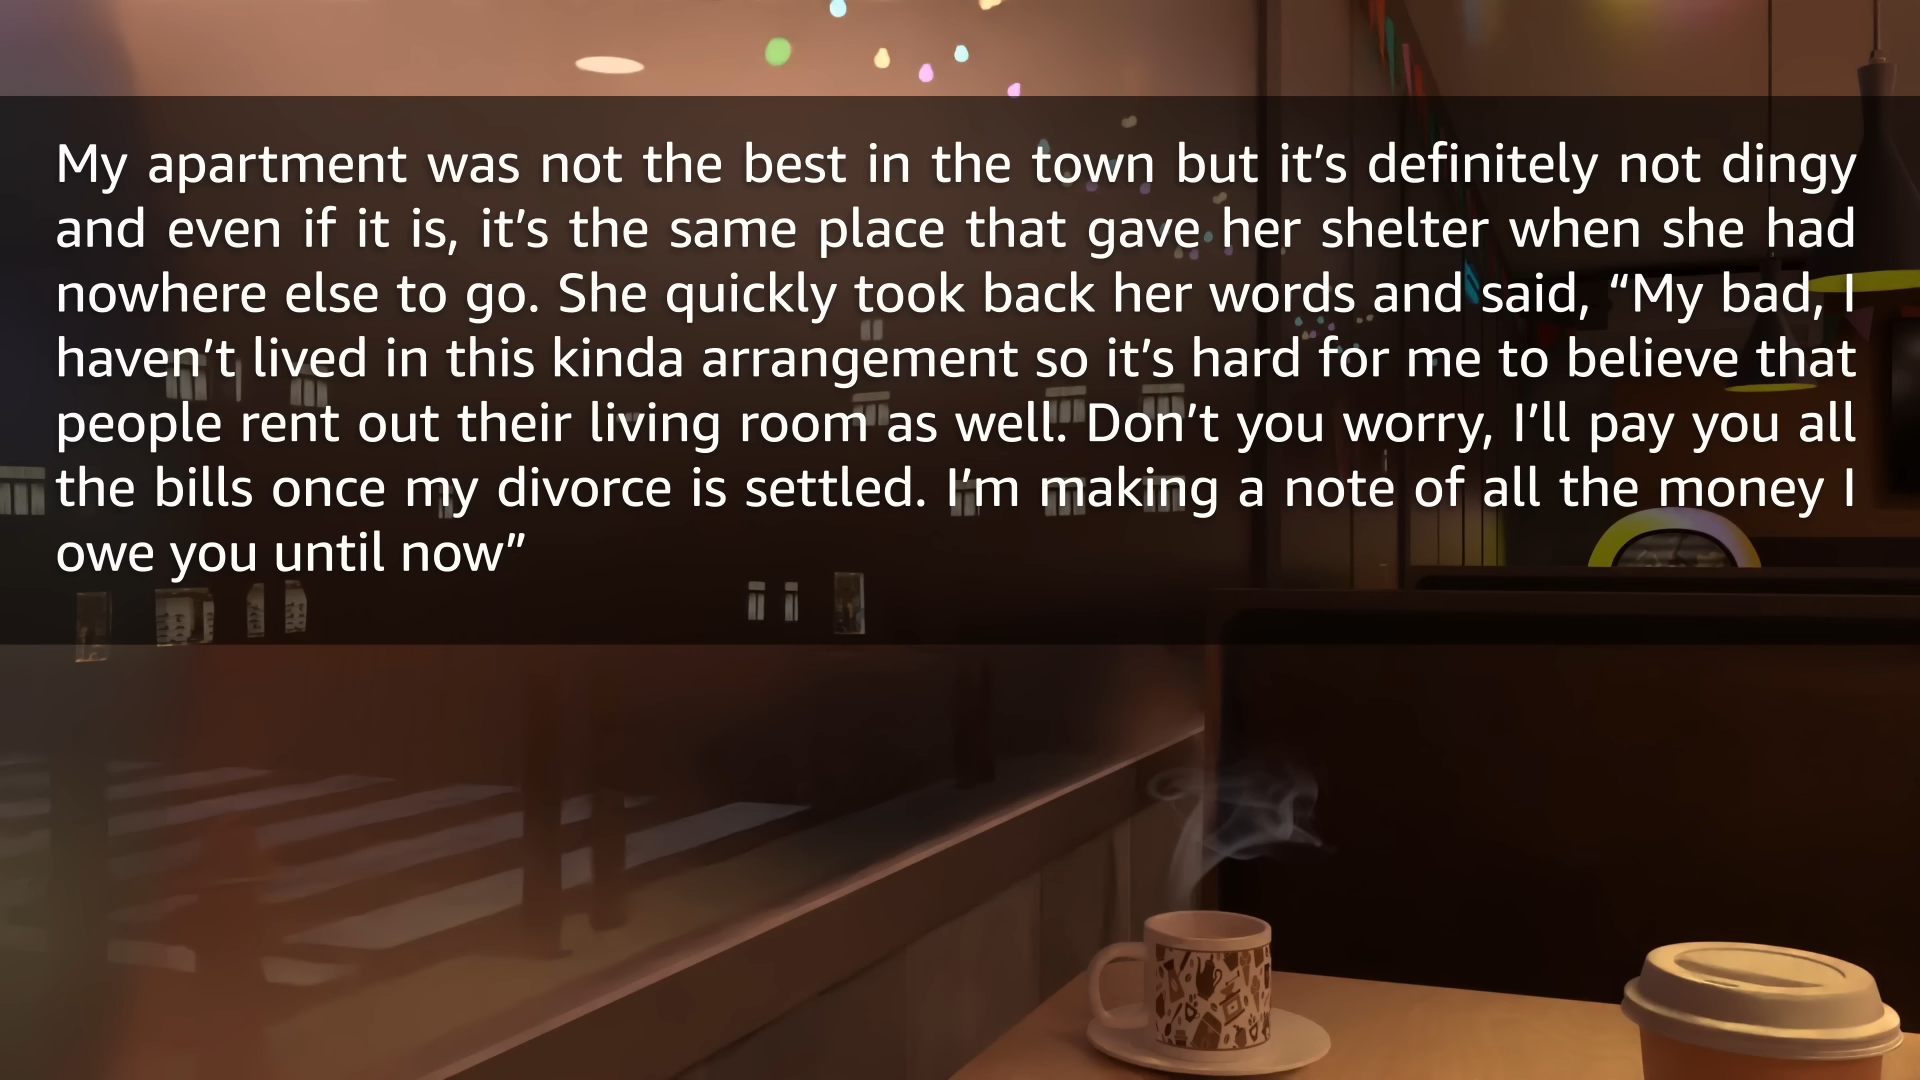 My apartment was not the best in the town but it’s definitely not dingy
and even if it is, it’s the same place that gave her shelter when she had
nowhere else to go. She quickly took back her words and said, “My bad, I
haven’t lived in this kinda arrangement so it’s hard for me to believe that
people rent out their living room as well. Don’t you worry, I’ll pay you all
the bills once my divorce is settled. I’m making a note of all the money I
owe you until now”